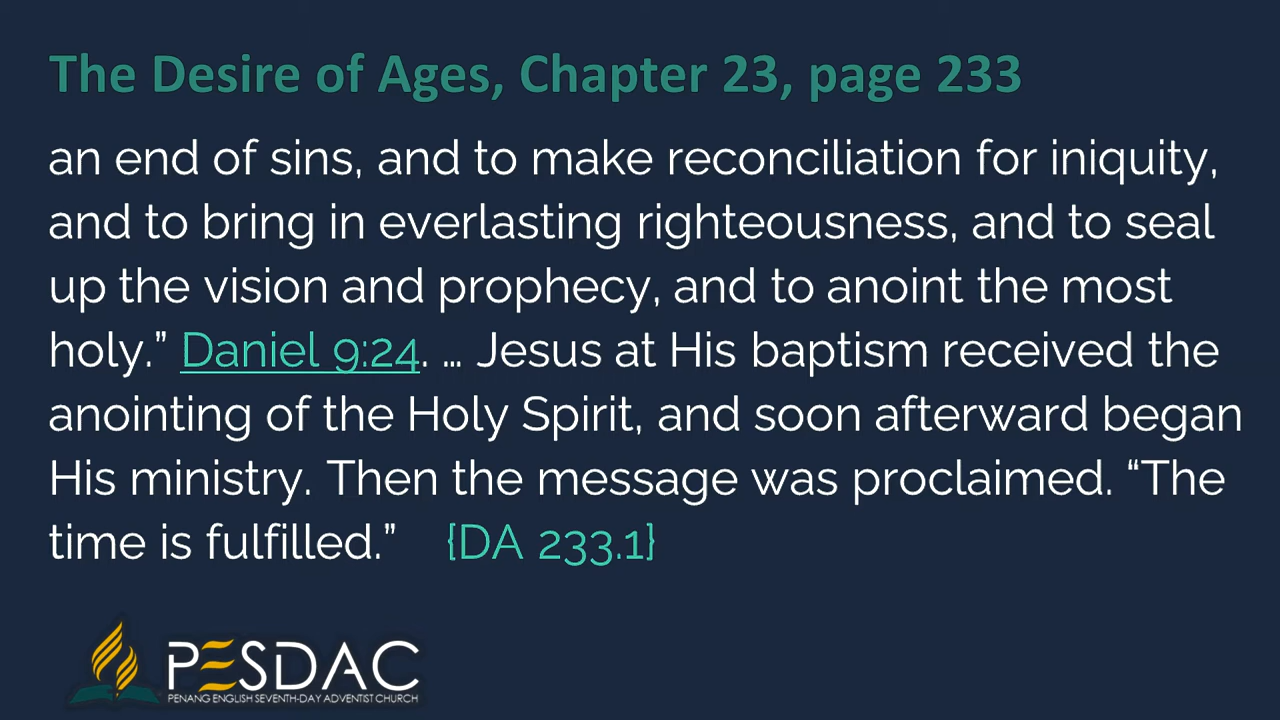 The Desire of Ages, Chapter 23, page 233
an end of sins, and to make reconciliation for iniquity,
and to bring in everlasting righteousness, and to seal
up the vision and prophecy, and to anoint the most
holy.” Daniel 9:24. … Jesus at His baptism received the
anointing of the Holy Spirit, and soon afterward began
His ministry. Then the message was proclaimed. “The
time is fulfilled.” {DA 233.1}
PESDAC
PENANG ENGLISH SEVENTH-DAY ADVENTIST CHURCH